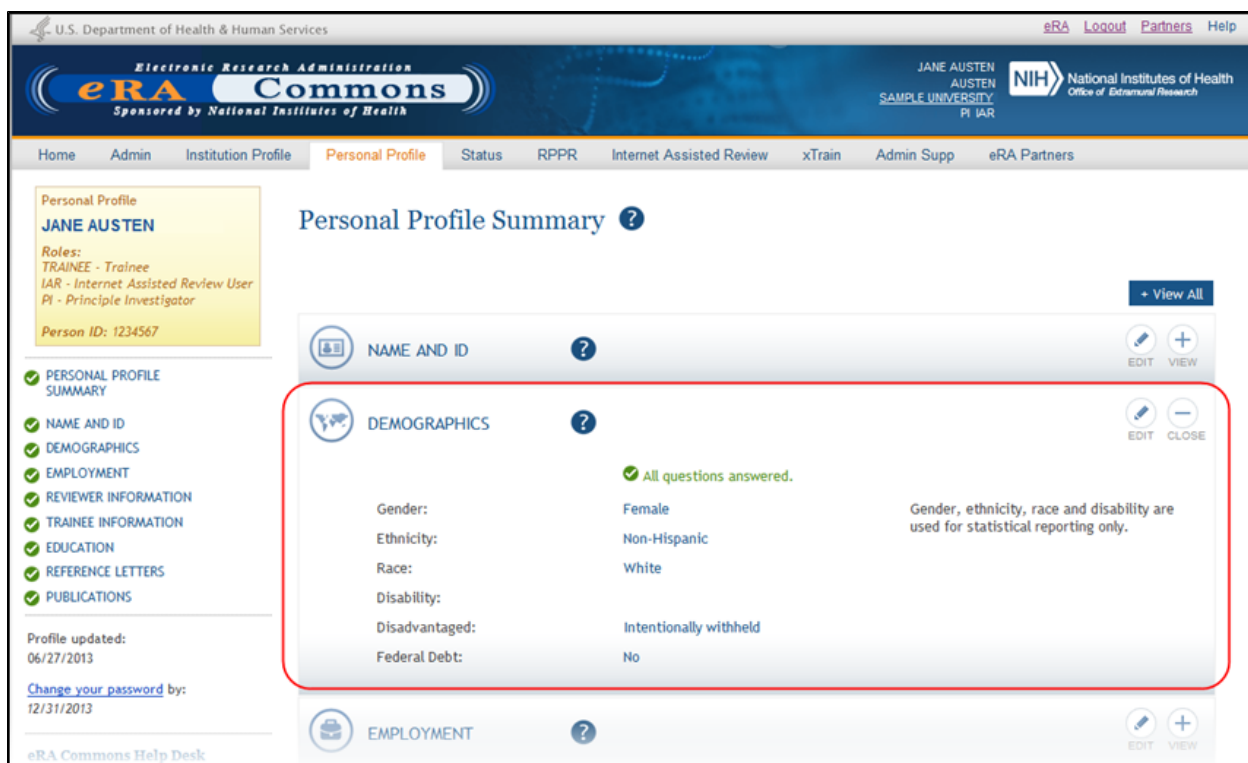 U.S. Department of Health & Human Services
eRA Logout Partners Help
Electronic Research Administration
eRA Commons
Sponsored by National Institutes of Health
JANE AUSTEN
AUSTEN
SAMPLE UNIVERSITY
PI IAR
NIH National Institutes of Health
Office of Extramural Research
Home Admin Institution Profile Personal Profile Status RPPR Internet Assisted Review xTrain Admin Supp eRA Partners
Personal Profile
JANE AUSTEN
Roles:
TRAINEE - Trainee
IAR - Internet Assisted Review User
PI - Principle Investigator
Person ID: 1234567
PERSONAL PROFILE
SUMMARY
NAME AND ID
DEMOGRAPHICS
EMPLOYMENT
REVIEWER INFORMATION
TRAINEE INFORMATION
EDUCATION
REFERENCE LETTERS
PUBLICATIONS
Profile updated:
06/27/2013
Change your password by:
12/31/2013
eRA Commons Help Desk
Personal Profile Summary ?
+ View All
NAME AND ID ?
EDIT VIEW
DEMOGRAPHICS ?
EDIT CLOSE
All questions answered.
Gender: Female
Ethnicity: Non-Hispanic
Race: White
Disability:
Disadvantaged: Intentionally withheld
Federal Debt: No
Gender, ethnicity, race and disability are
used for statistical reporting only.
EMPLOYMENT ?
EDIT VIEW